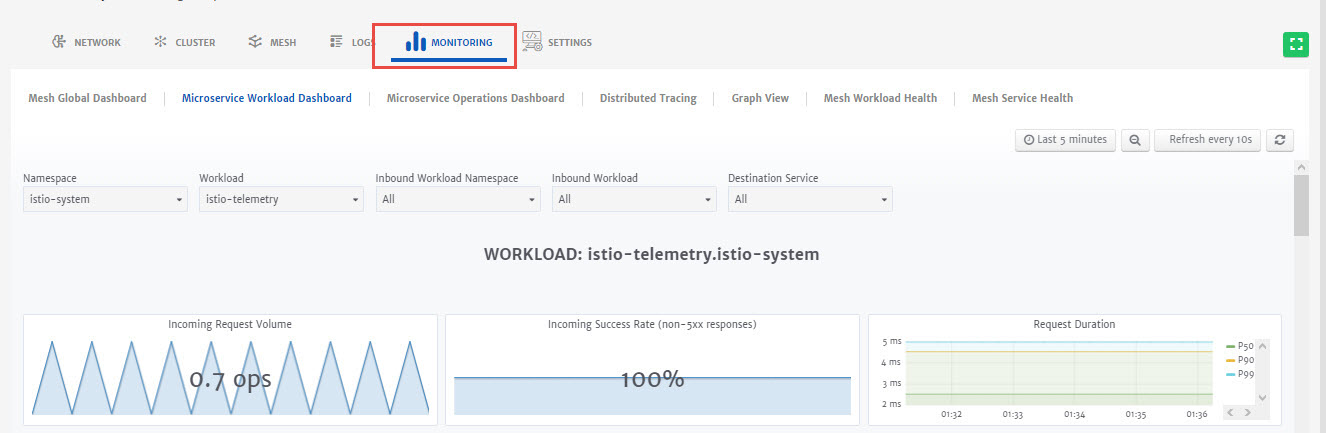 NETWORK CLUSTER MESH LOGS MONITORING SETTINGS
Mesh Global Dashboard Microservice Workload Dashboard Microservice Operations Dashboard Distributed Tracing Graph View Mesh Workload Health Mesh Service Health
Last 5 minutes Refresh every 10s
Namespace Workload Inbound Workload Namespace Inbound Workload Destination Service
istio-system istio-telemetry All All All
WORKLOAD: istio-telemetry.istio-system
Incoming Request Volume Incoming Success Rate (non-5xx responses) Request Duration
5 ms P50
4 ms P90
0.7 ops 100% 3 ms P99
2 ms
01:32 01:33 01:34 01:35 01:36